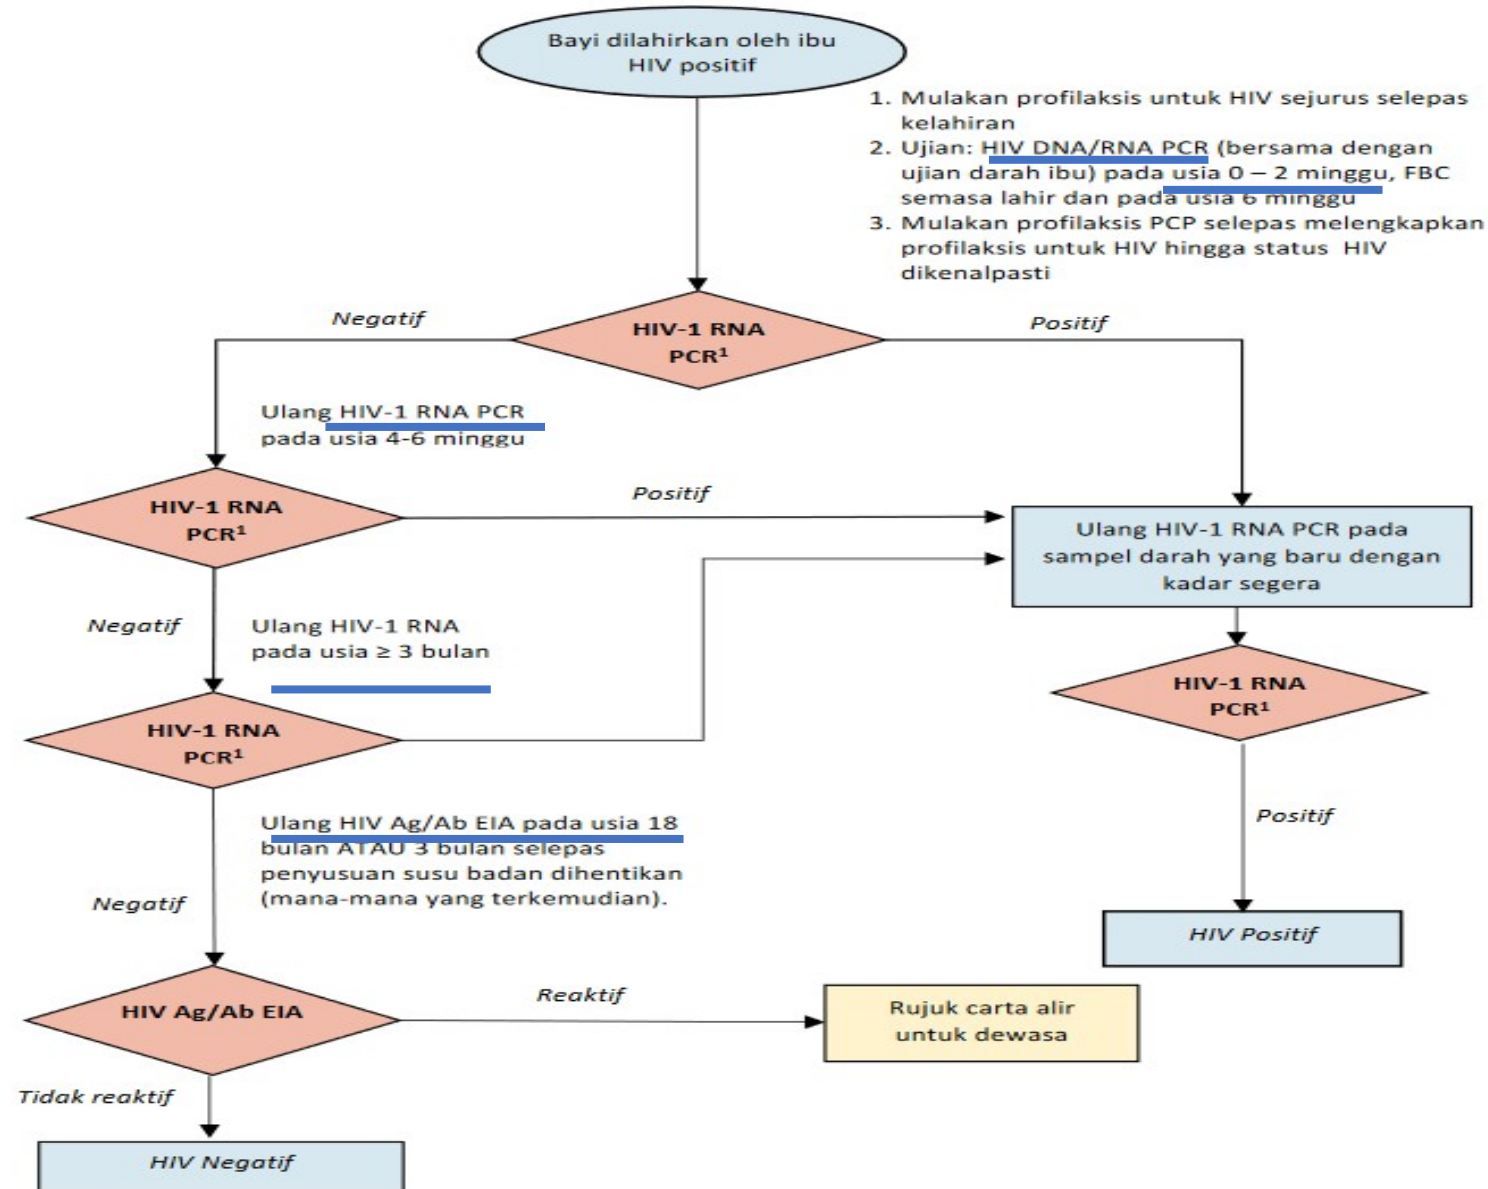 Bayi dilahirkan oleh ibu
HIV positif
1. Mulakan profilaksis untuk HIV sejurus selepas
kelahiran
2. Ujian: HIV DNA/RNA PCR (bersama dengan
ujian darah ibu) pada usia 0 – 2 minggu, FBC
semasa lahir dan pada usia 6 minggu
3. Mulakan profilaksis PCP selepas melengkapkan
profilaksis untuk HIV hingga status HIV
dikenalpasti
Negatif
HIV-1 RNA
PCR¹
Positif
Ulang HIV-1 RNA PCR
pada usia 4-6 minggu
HIV-1 RNA
PCR¹
Positif
Ulang HIV-1 RNA PCR pada
sampel darah yang baru dengan
kadar segera
Negatif
Ulang HIV-1 RNA
pada usia ≥ 3 bulan
HIV-1 RNA
PCR¹
HIV-1 RNA
PCR¹
Positif
Ulang HIV Ag/Ab EIA pada usia 18
bulan ATAU 3 bulan selepas
penyusuan susu badan dihentikan
(mana-mana yang terkemudian).
Negatif
HIV Positif
HIV Ag/Ab EIA
Reaktif
Rujuk carta alir
untuk dewasa
Tidak reaktif
HIV Negatif